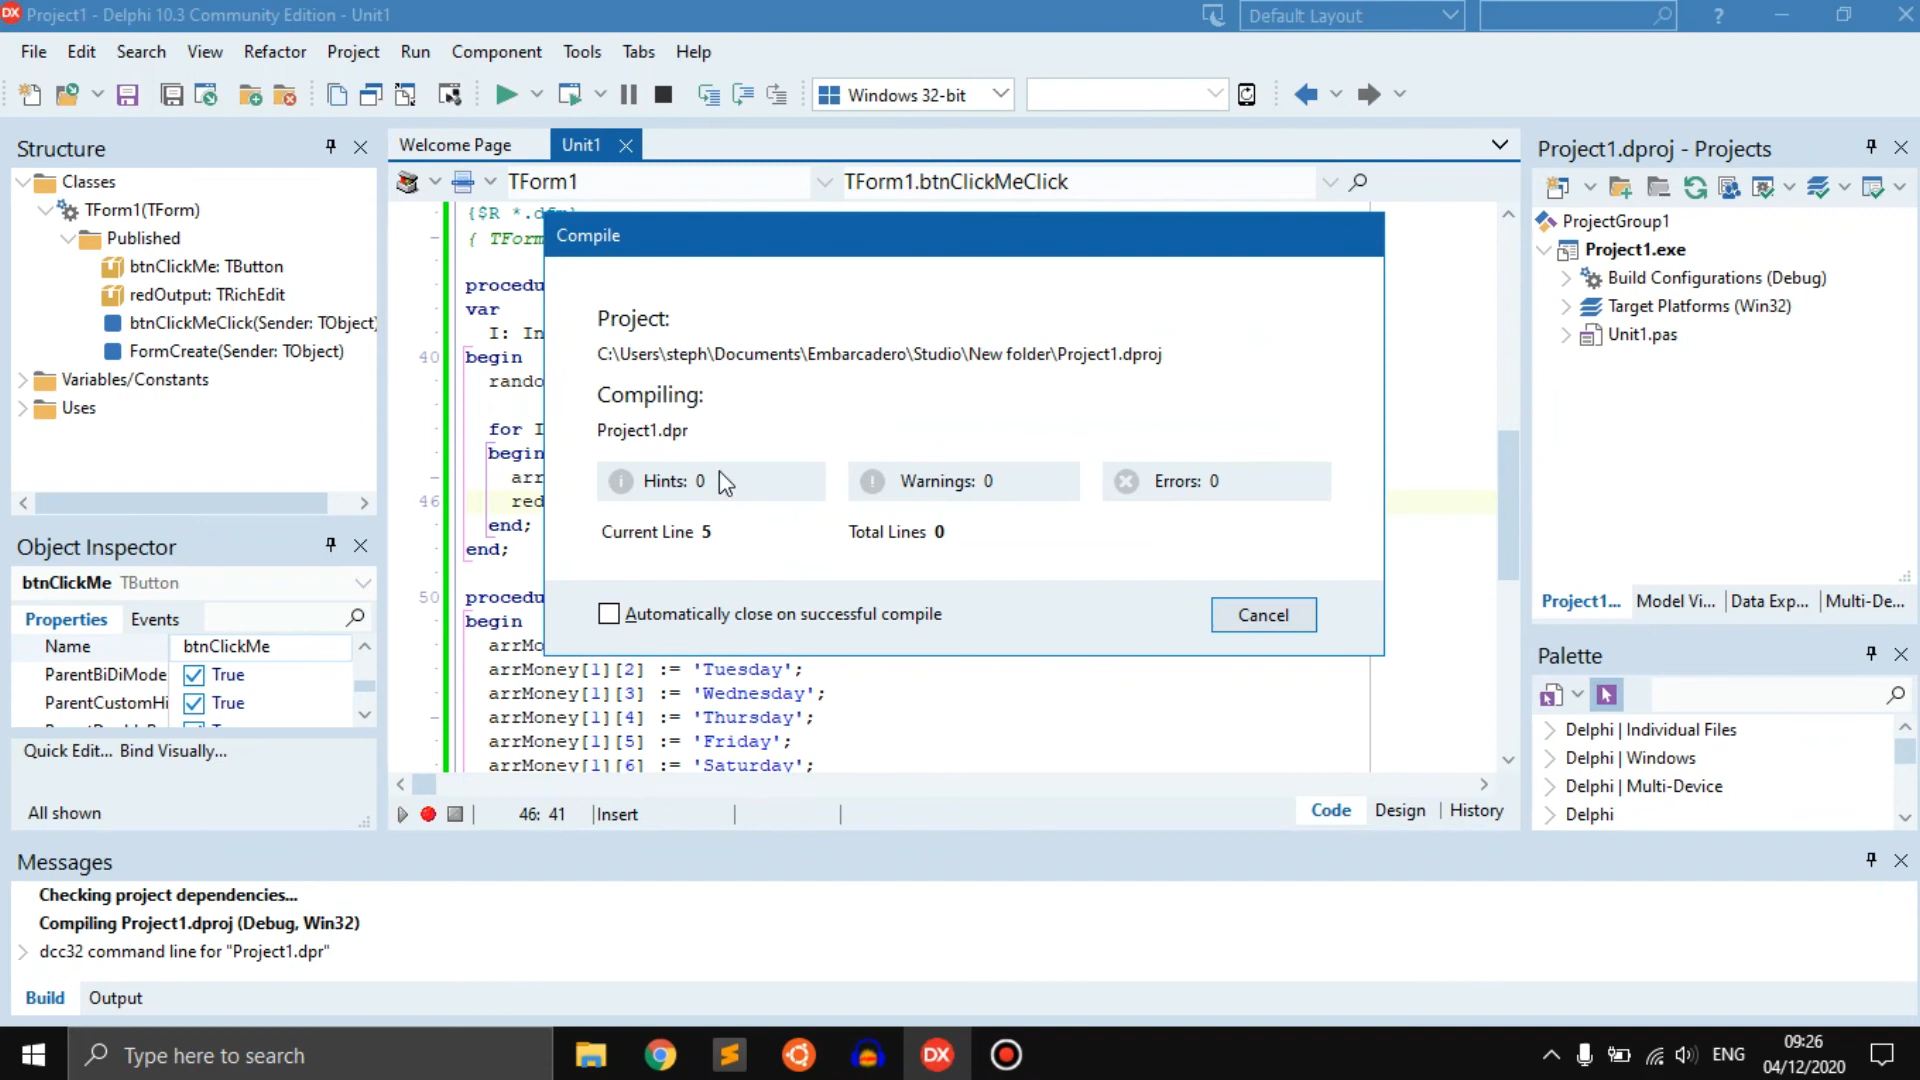 DX Project1 - Delphi 10.3 Community Edition - Unit1
Default Layout
?
File Edit Search View Refactor Project Run Component Tools Tabs Help
Windows 32-bit
Structure
Classes
TForm1(TForm)
Published
btnClickMe: TButton
redOutput: TRichEdit
btnClickMeClick(Sender: TObject)
FormCreate(Sender: TObject)
Variables/Constants
Uses
Object Inspector
btnClickMe TButton
Properties Events
Name btnClickMe
ParentBiDiMode True
ParentCustomHi True
Quick Edit... Bind Visually...
All shown
Welcome Page Unit1
TForm1 TForm1.btnClickMeClick
{$R *.dfm}
{ TForm
procedu
var
I: In
40 begin
rando
for I
begin
arr
46 red
end;
end;
50 procedu
begin
arrMo
arrMoney[1][2] := 'Tuesday';
arrMoney[1][3] := 'Wednesday';
arrMoney[1][4] := 'Thursday';
arrMoney[1][5] := 'Friday';
arrMoney[1][6] := 'Saturday';
46: 41 Insert
Code Design History
Compile
Project:
C:\Users\steph\Documents\Embarcadero\Studio\New folder\Project1.dproj
Compiling:
Project1.dpr
Hints: 0 Warnings: 0 Errors: 0
Current Line 5 Total Lines 0
Automatically close on successful compile
Cancel
Project1.dproj - Projects
ProjectGroup1
Project1.exe
Build Configurations (Debug)
Target Platforms (Win32)
Unit1.pas
Project1... Model Vi... Data Exp... Multi-De...
Palette
Delphi | Individual Files
Delphi | Windows
Delphi | Multi-Device
Delphi
Messages
Checking project dependencies...
Compiling Project1.dproj (Debug, Win32)
dcc32 command line for "Project1.dpr"
Build Output
Type here to search
DX
ENG
09:26
04/12/2020